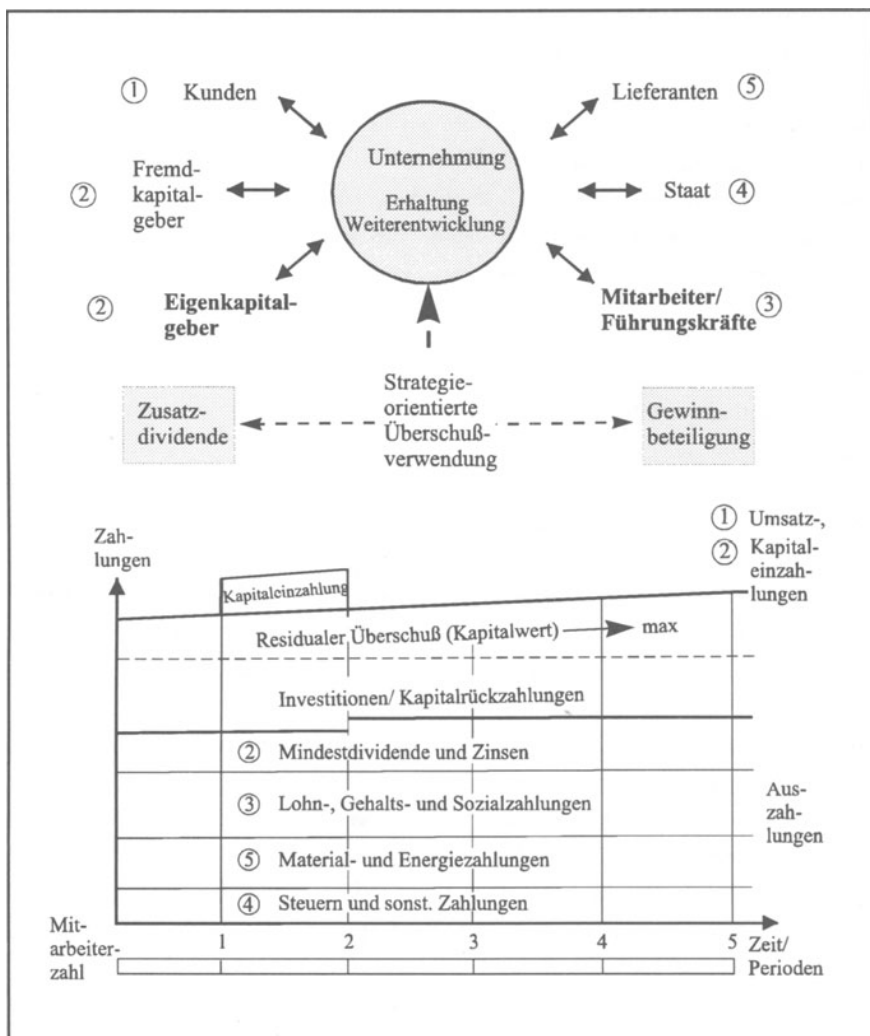 ① Kunden
Lieferanten ⑤
Unternehmung
Erhaltung
Weiterentwicklung
② Fremd-
kapital-
geber
Staat ④
② Eigenkapital-
geber
Mitarbeiter/
Führungskräfte ③
Zusatz-
dividende
Strategie-
orientierte
Überschuß-
verwendung
Gewinn-
beteiligung
① Umsatz-,
② Kapital-
einzah-
lungen
Zah-
lungen
Kapitaleinzahlung
Residualer Überschuß (Kapitalwert) max
Investitionen/ Kapitalrückzahlungen
② Mindestdividende und Zinsen
③ Lohn-, Gehalts- und Sozialzahlungen
Aus-
zah-
lungen
⑤ Material- und Energiezahlungen
④ Steuern und sonst. Zahlungen
Mit-
arbeiter-
zahl
1 2 3 4 5
Zeit/
Perioden